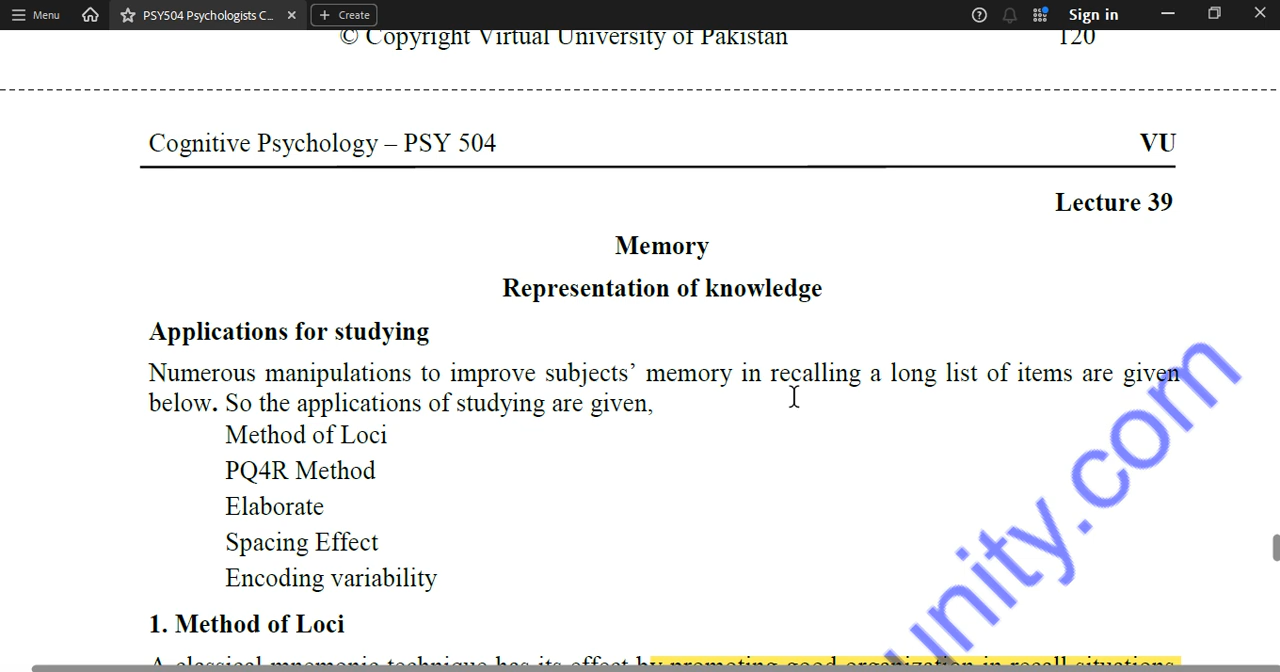 Menu
PSY504 Psychologists C...
Create
Sign in
© Copyright Virtual University of Pakistan 120
Cognitive Psychology – PSY 504 VU
Lecture 39
Memory
Representation of knowledge
Applications for studying
Numerous manipulations to improve subjects’ memory in recalling a long list of items are given
below. So the applications of studying are given,
Method of Loci
PQ4R Method
Elaborate
Spacing Effect
Encoding variability
1. Method of Loci
A classical mnemonic technique has its effect by promoting good organization in recall situations.
unity.com